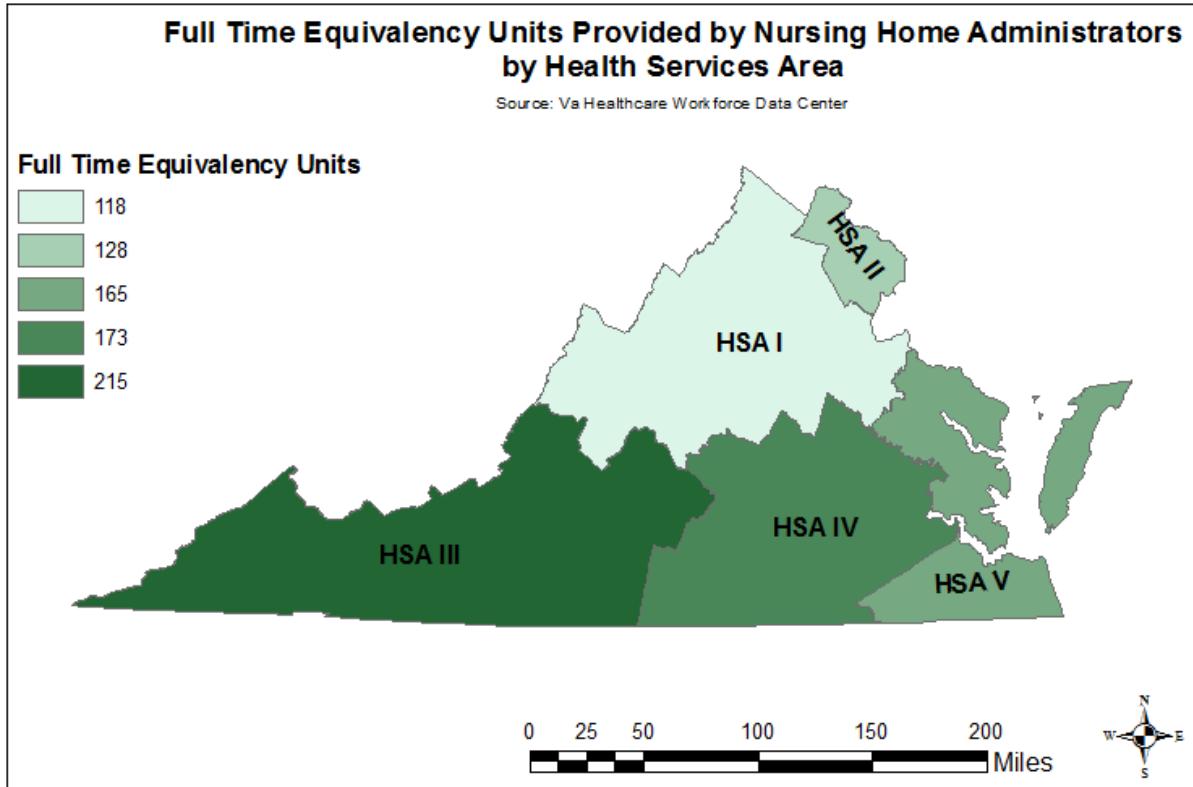 Full Time Equivalency Units Provided by Nursing Home Administrators
by Health Services Area
Source: Va Healthcare Workforce Data Center
Full Time Equivalency Units
118
128
165
173
215
HSA II
HSA I
HSA IV
HSA III
HSA V
0 25 50 100 150 200
Miles
N
W E
S